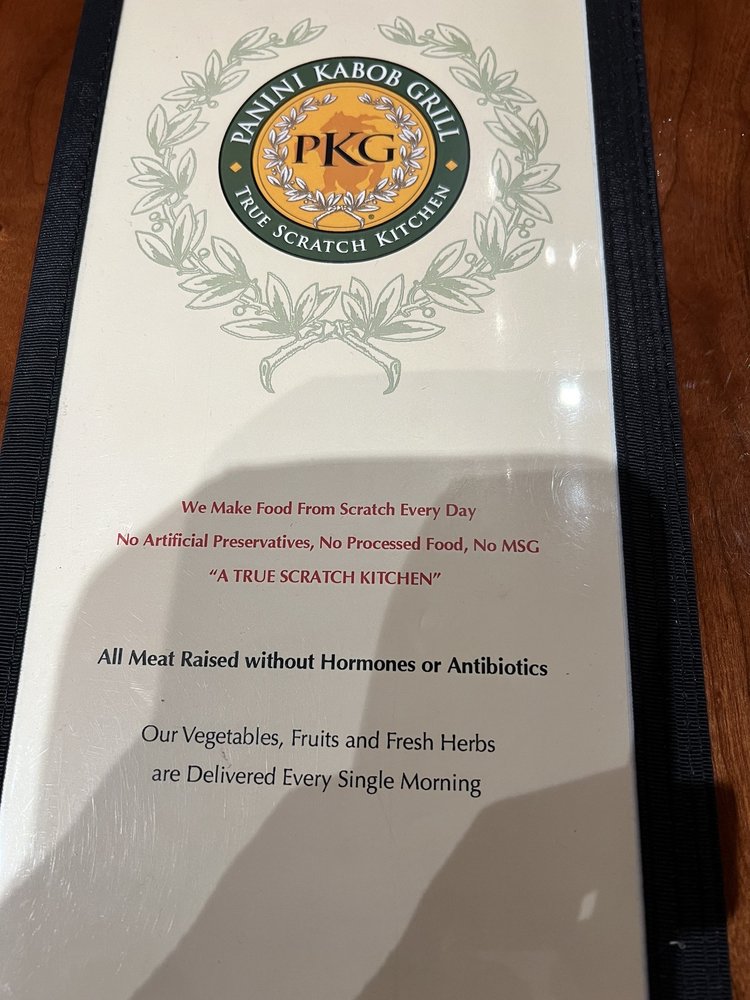 PANINI KABOB GRILL
PKG
®
TRUE SCRATCH KITCHEN
We Make Food From Scratch Every Day
No Artificial Preservatives, No Processed Food, No MSG
“A TRUE SCRATCH KITCHEN”
All Meat Raised without Hormones or Antibiotics
Our Vegetables, Fruits and Fresh Herbs
are Delivered Every Single Morning